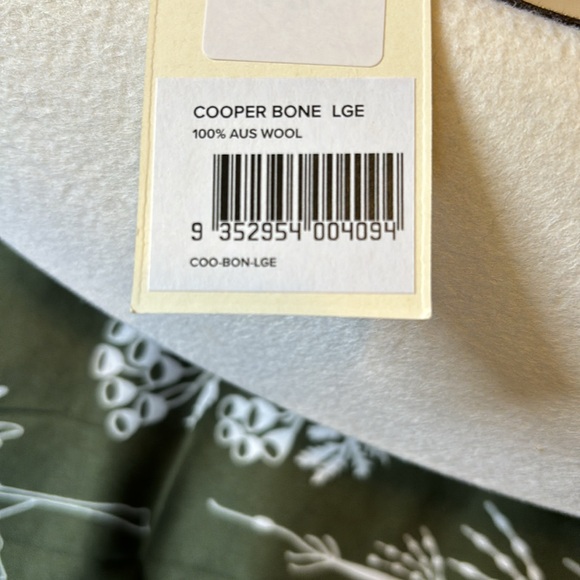 COOPER BONE LGE
100% AUS WOOL
9 352954 004094
COO-BON-LGE